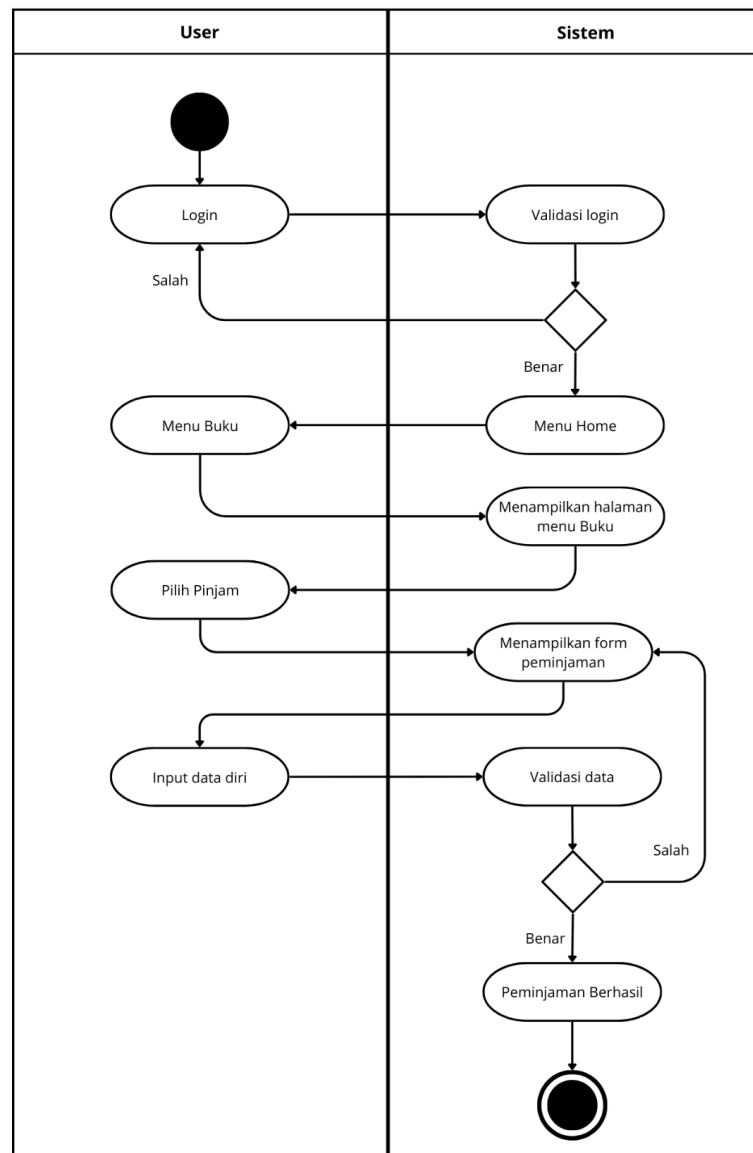 User
Sistem
Login
Validasi login
Salah
Benar
Menu Buku
Menu Home
Menampilkan halaman
menu Buku
Pilih Pinjam
Menampilkan form
peminjaman
Input data diri
Validasi data
Salah
Benar
Peminjaman Berhasil